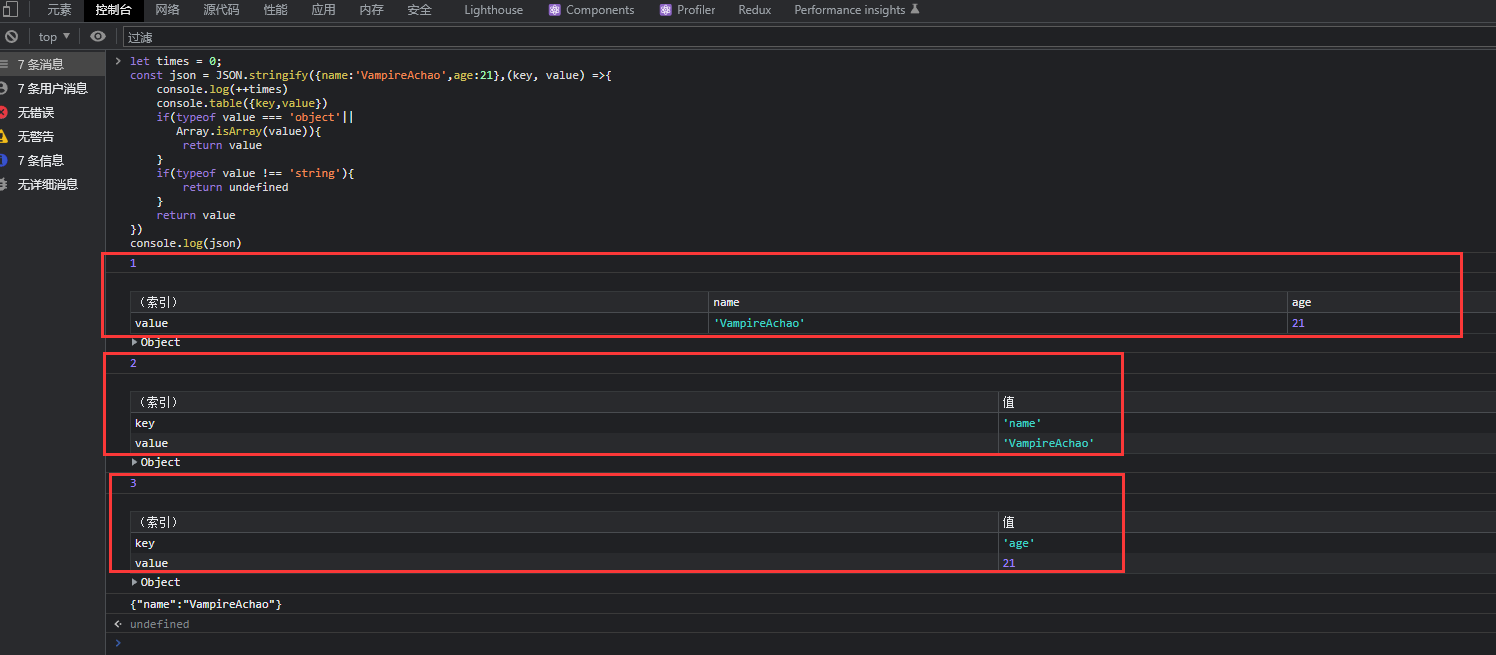 元素 控制台 网络 源代码 性能 应用 内存 安全 Lighthouse Components Profiler Redux Performance insights
top 过滤
7 条消息
7 条用户消息
无错误
无警告
7 条信息
无详细消息
let times = 0;
const json = JSON.stringify({name:'VampireAchao',age:21},(key, value) =>{
console.log(++times)
console.table({key,value})
if(typeof value === 'object'||
Array.isArray(value)){
return value
}
if(typeof value !== 'string'){
return undefined
}
return value
})
console.log(json)
1
(索引) name age
value 'VampireAchao' 21
Object
2
(索引) 值
key 'name'
value 'VampireAchao'
Object
3
(索引) 值
key 'age'
value 21
Object
{"name":"VampireAchao"}
undefined